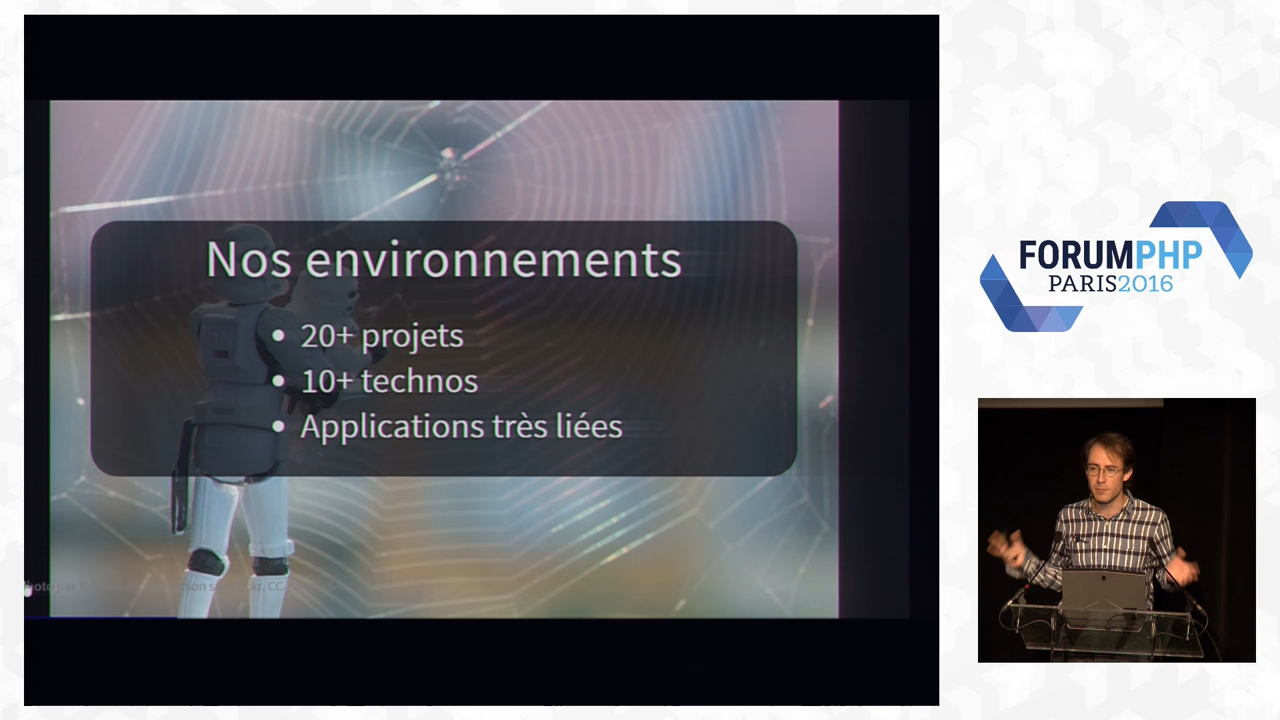 Nos environnements
• 20+ projets
• 10+ technos
• Applications très liées
FORUMPHP
PARIS2016